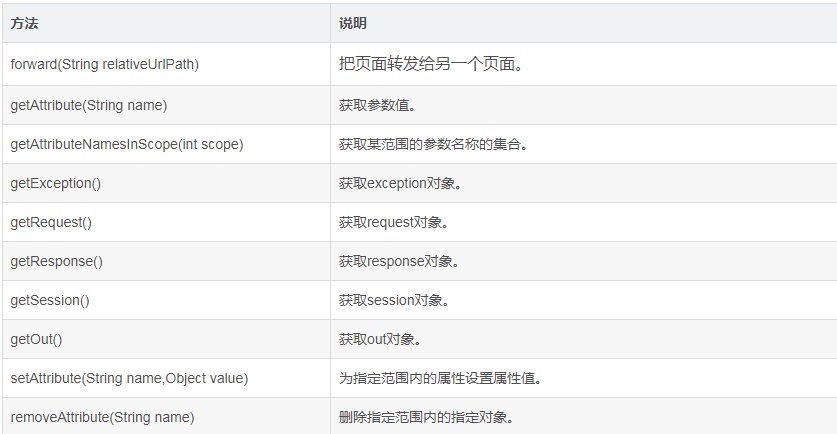 方法 说明
forward(String relativeUrlPath) 把页面转发给另一个页面。
getAttribute(String name) 获取参数值。
getAttributeNamesInScope(int scope) 获取某范围的参数名称的集合。
getException() 获取exception对象。
getRequest() 获取request对象。
getResponse() 获取response对象。
getSession() 获取session对象。
getOut() 获取out对象。
setAttribute(String name,Object value) 为指定范围内的属性设置属性值。
removeAttribute(String name) 删除指定范围内的指定对象。